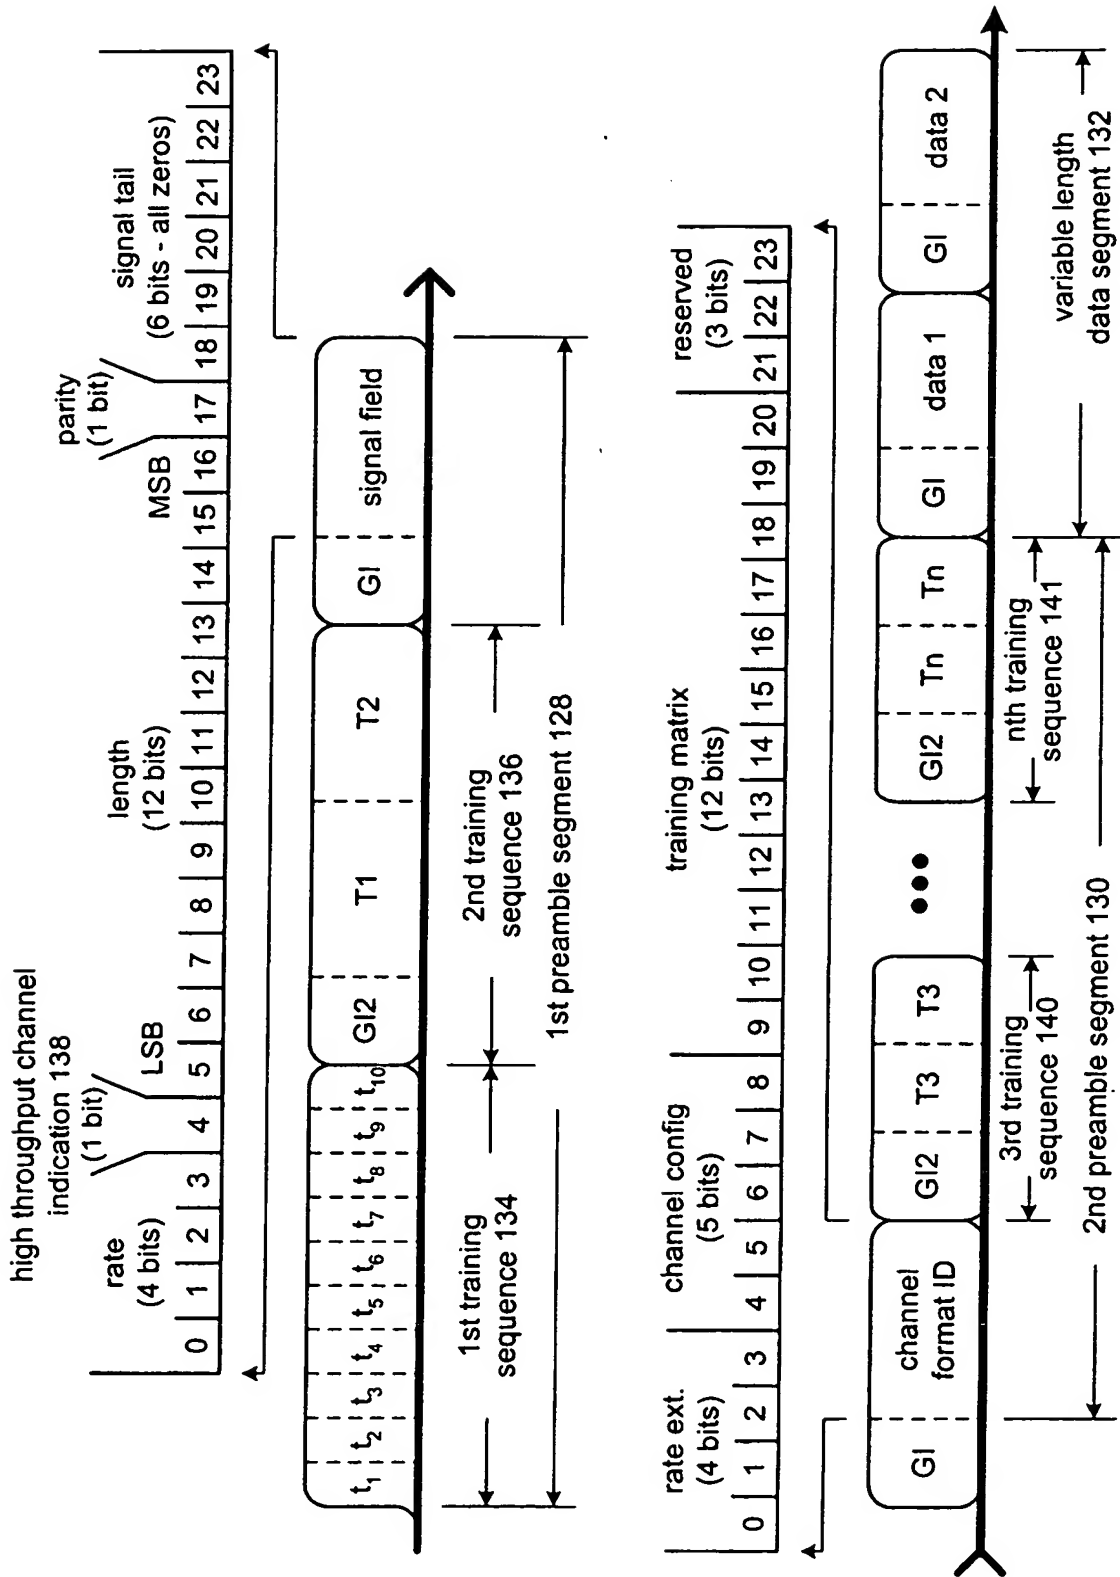 high throughput channel
indication 138
(1 bit)
rate
(4 bits)
LSB
length
(12 bits)
MSB
parity
(1 bit)
signal tail
(6 bits - all zeros)
0 1 2 3 4 5 6 7 8 9 10 11 12 13 14 15 16 17 18 19 20 21 22 23
t1 t2 t3 t4 t5 t6 t7 t8 t9 t10 GI2 T1 T2 GI signal field
1st training
sequence 134
2nd training
sequence 136
1st preamble segment 128
rate ext.
(4 bits)
channel config
(5 bits)
training matrix
(12 bits)
reserved
(3 bits)
0 1 2 3 4 5 6 7 8 9 10 11 12 13 14 15 16 17 18 19 20 21 22 23
GI channel
format ID
GI2 T3 T3 GI2 Tn Tn GI data 1 GI data 2
3rd training
sequence 140
nth training
sequence 141
2nd preamble segment 130
variable length
data segment 132